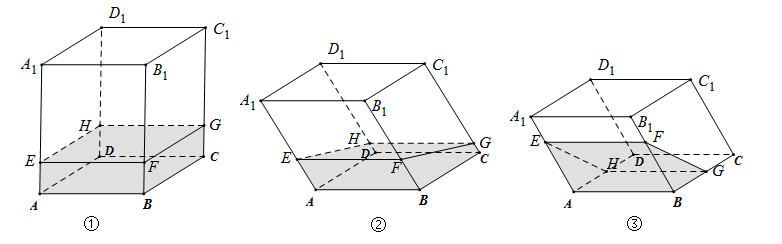 D₁ C₁
A₁ B₁
H G
E D F C
A B
①
D₁ C₁
A₁ B₁
H G
E D F C
A B
②
D₁ C₁
A₁ B₁
E F
H D G C
A B
③